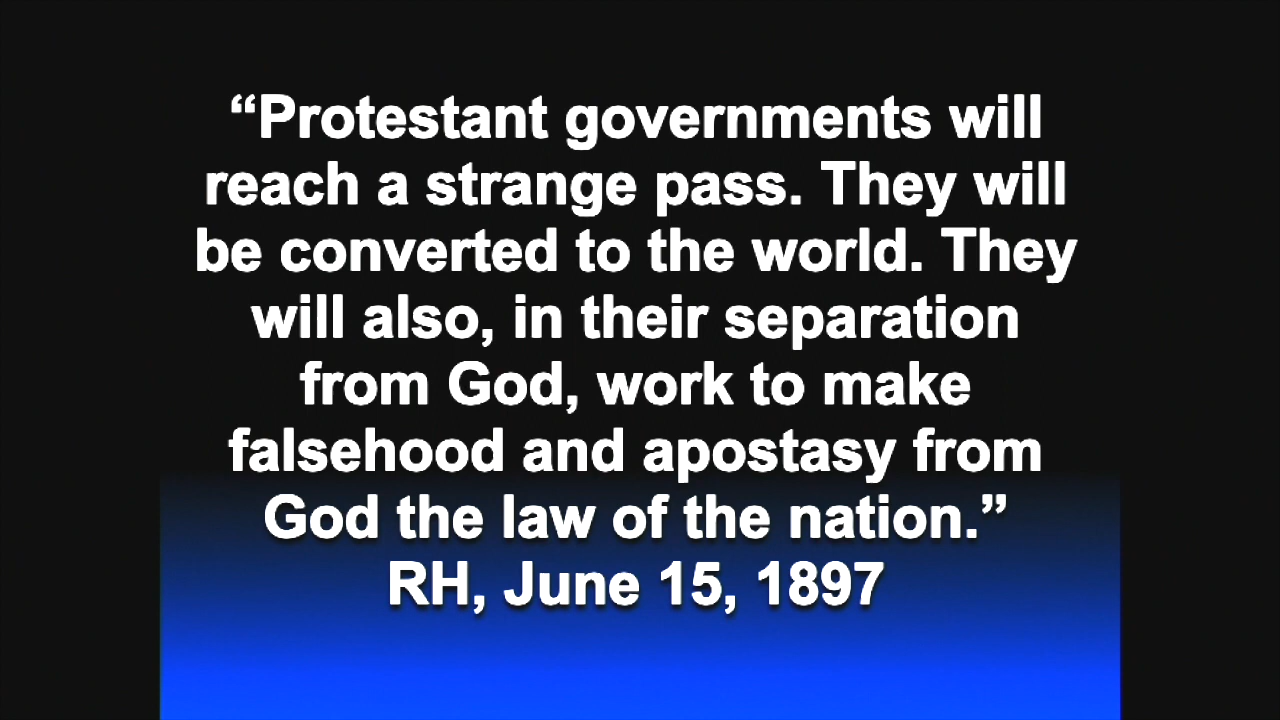 “Protestant governments will
reach a strange pass. They will
be converted to the world. They
will also, in their separation
from God, work to make
falsehood and apostasy from
God the law of the nation.”
RH, June 15, 1897